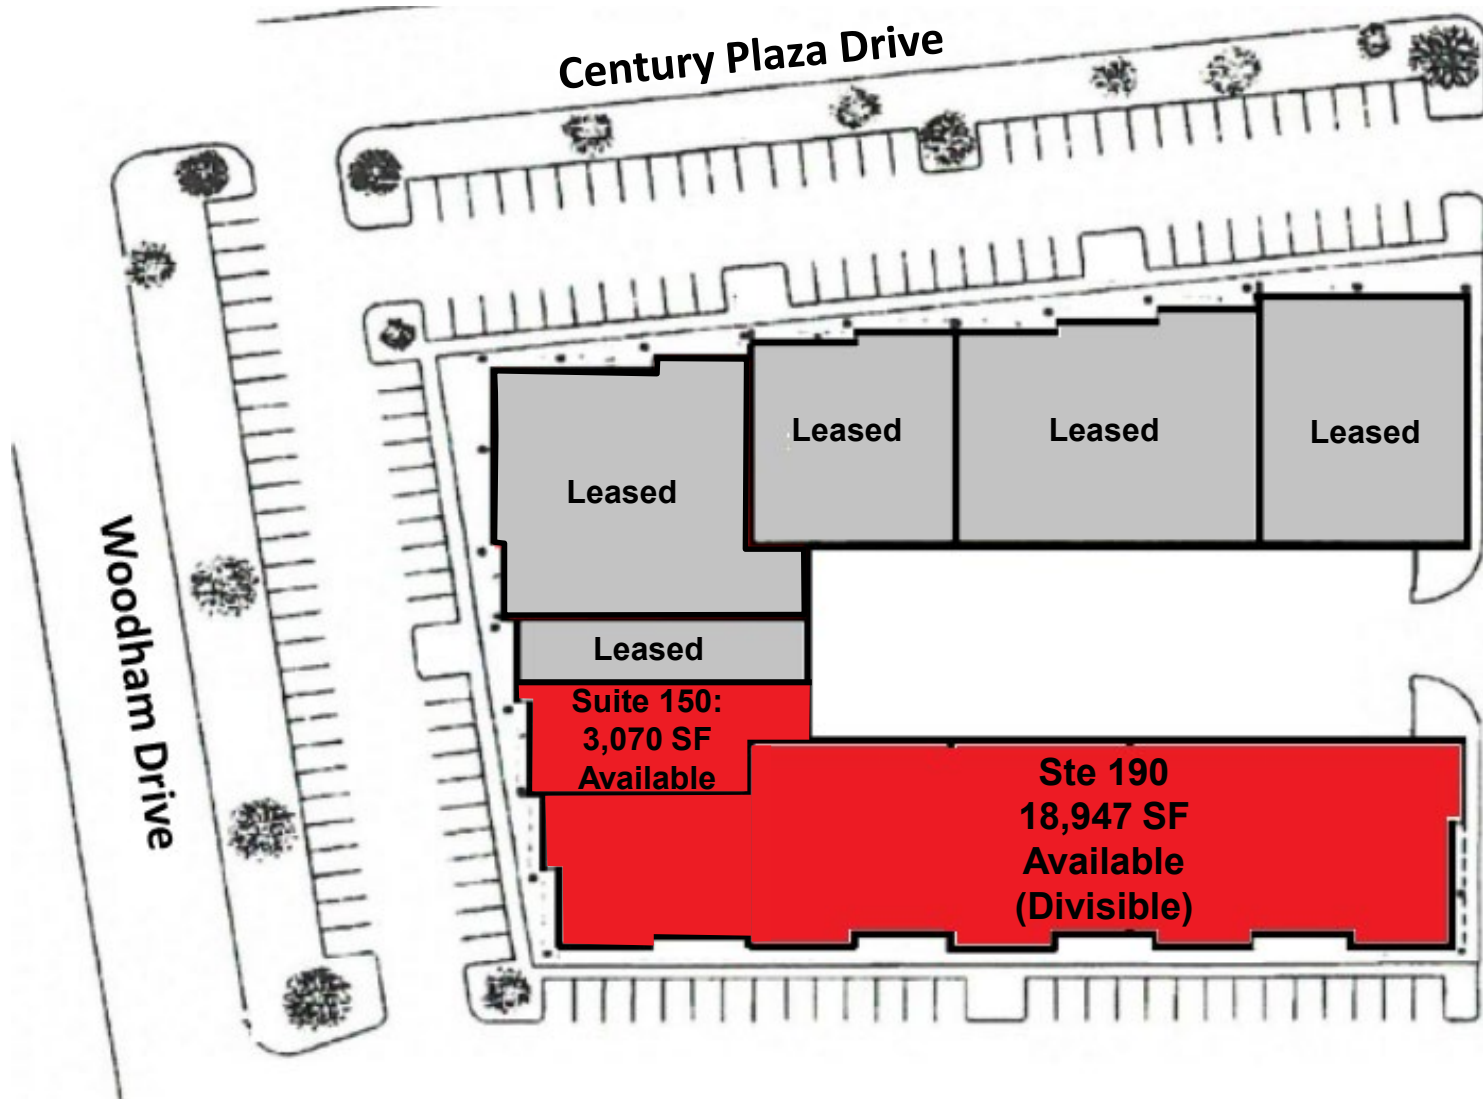 Century Plaza Drive
Woodham Drive
Leased
Leased
Leased
Leased
Leased
Suite 150:
3,070 SF
Available
Ste 190
18,947 SF
Available
(Divisible)